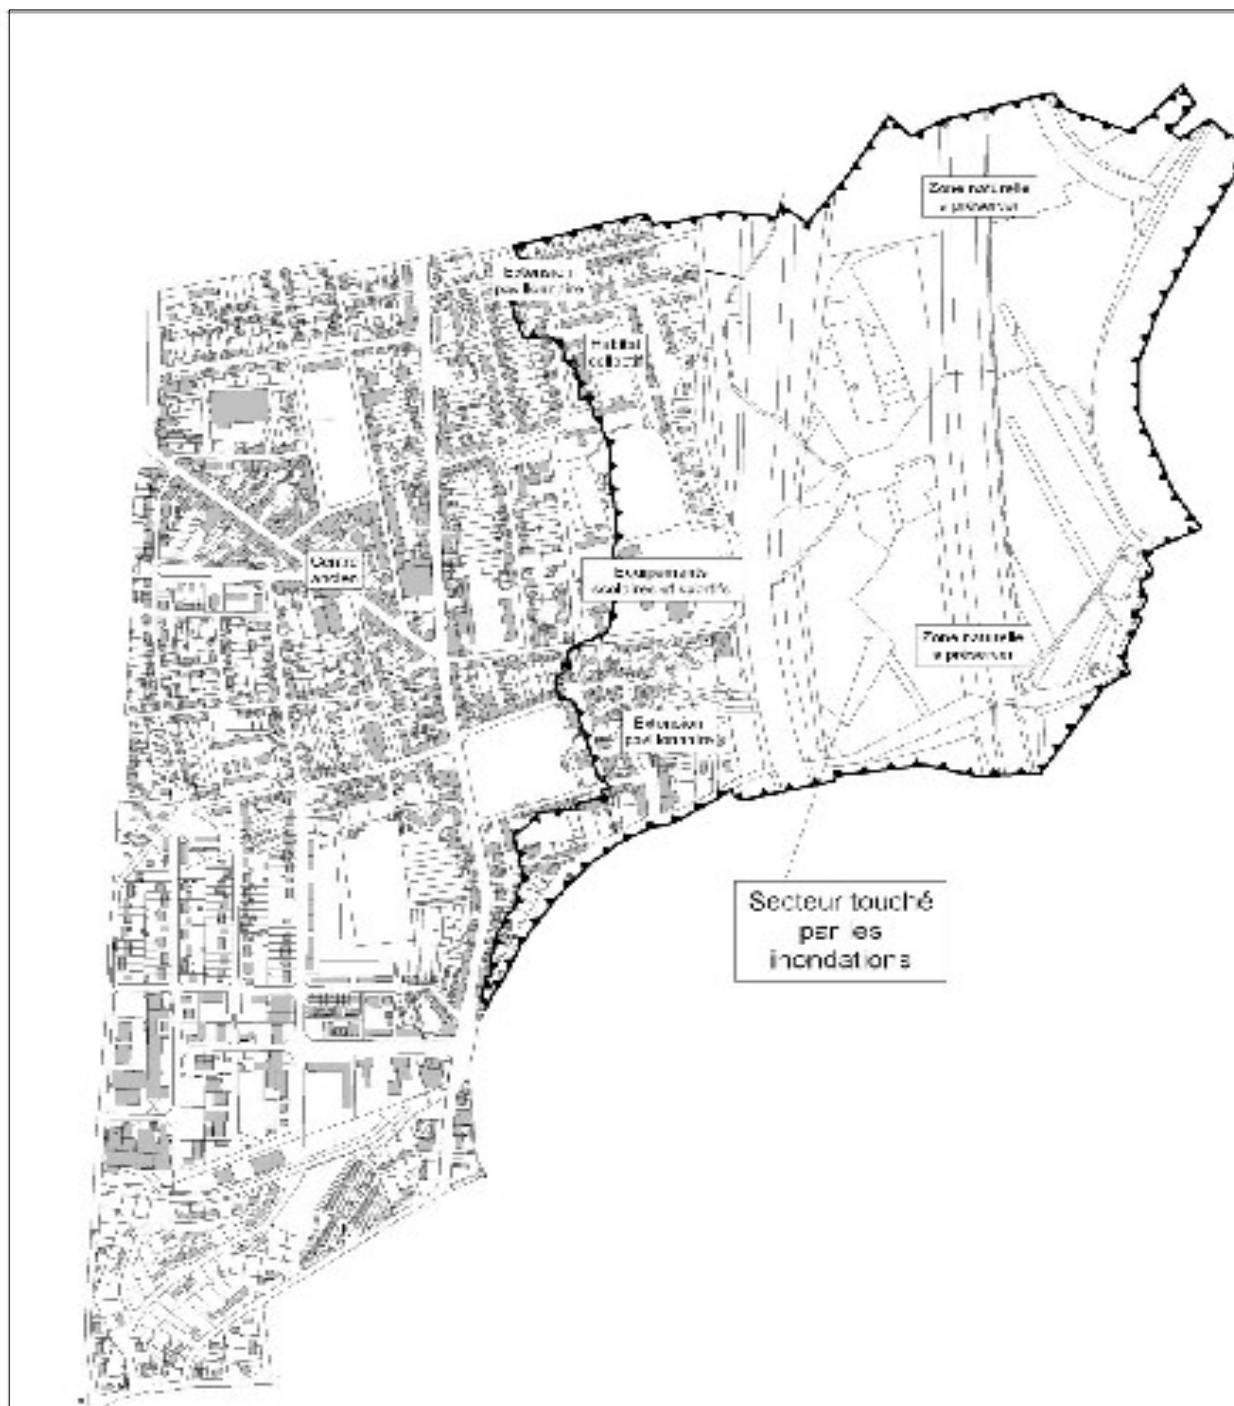 Zone naturelle
a préserver
Extension
pavillonnaire
Habitat
collectif
Centre
ancien
Equipements
scolaires et sportifs
Zone naturelle
a préserver
Extension
pavillonnaire
Secteur touché
par les
inondations